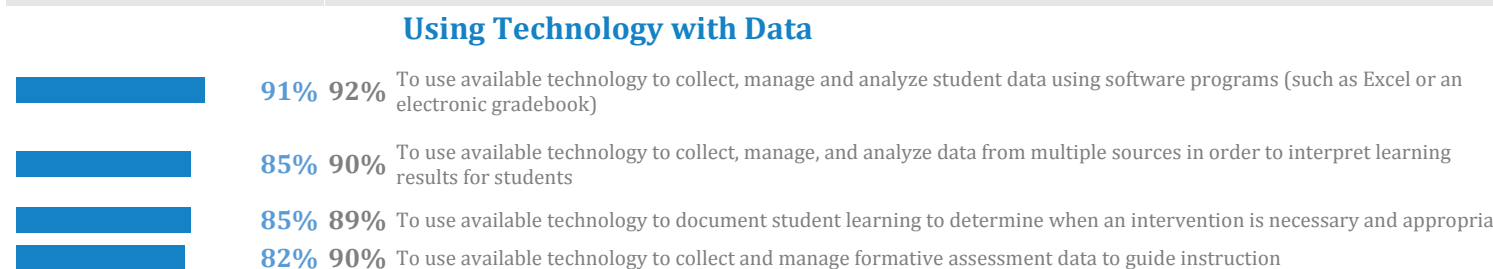 Using Technology with Data
91% 92% To use available technology to collect, manage and analyze student data using software programs (such as Excel or an
electronic gradebook)
85% 90% To use available technology to collect, manage, and analyze data from multiple sources in order to interpret learning
results for students
85% 89% To use available technology to document student learning to determine when an intervention is necessary and appropria
82% 90% To use available technology to collect and manage formative assessment data to guide instruction